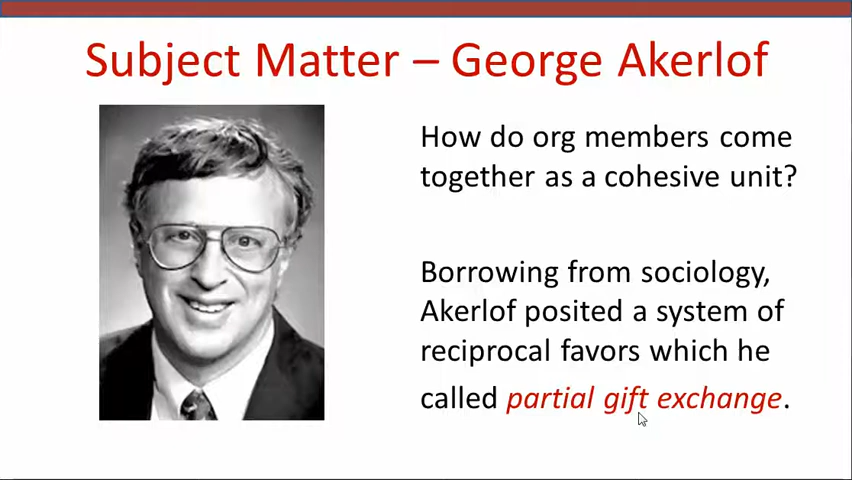 Subject Matter – George Akerlof
How do org members come
together as a cohesive unit?
Borrowing from sociology,
Akerlof posited a system of
reciprocal favors which he
called partial gift exchange.